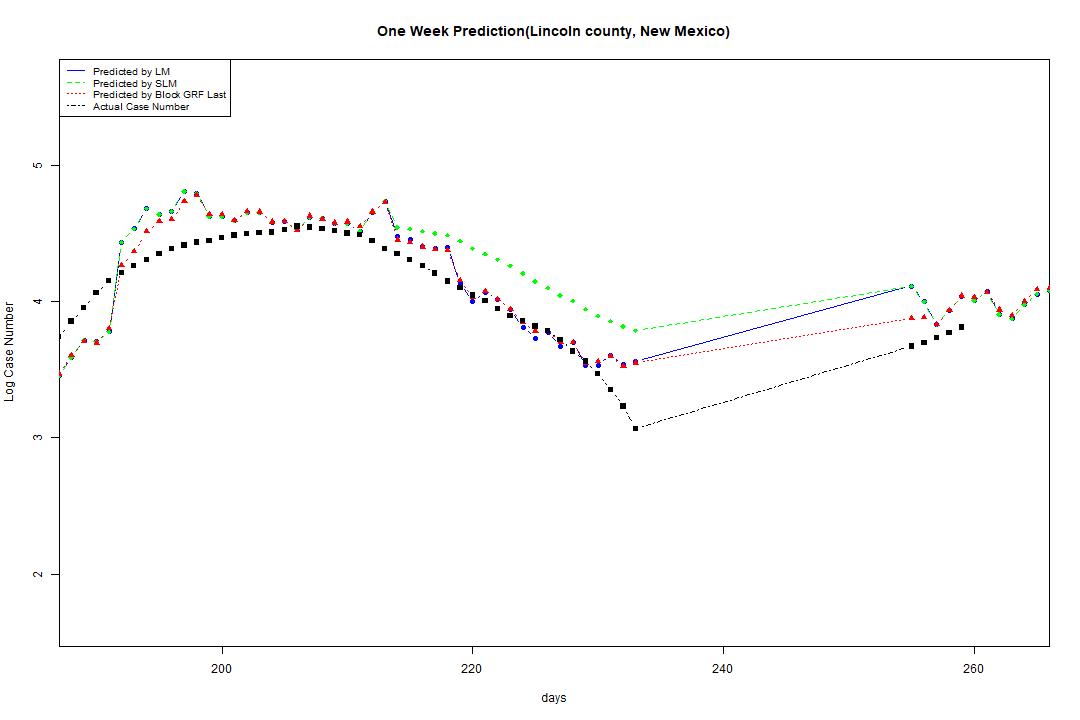 One Week Prediction(Lincoln county, New Mexico)
Predicted by LM
Predicted by SLM
Predicted by Block GRF Last
Actual Case Number
5
4
3
2
Log Case Number
200
220
240
260
days